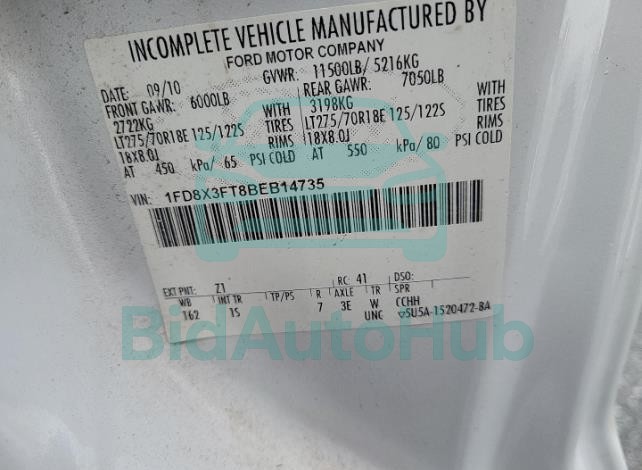 INCOMPLETE VEHICLE MANUFACTURED BY
FORD MOTOR COMPANY
DATE: 09/10 GVWR: 11500LB/ 5216KG
FRONT GAWR: 6000LB REAR GAWR: 7050LB
2722KG WITH 3198KG WITH
LT275/70R18E 125/122S TIRES LT275/70R18E 125/122S TIRES
18X8.0J RIMS 18X8.0J RIMS
AT 450 kPa/ 65 PSI COLD AT 550 kPa/ 80 PSI COLD
VIN: 1FD8X3FT8BEB14735
EXT PNT: Z1 RC: 41 DSO:
WB INT TR TP/PS R AXLE TR SPR
162 1S 7 3E W CCHH
UNC 5U5A-1520472-BA
BidAutoHub